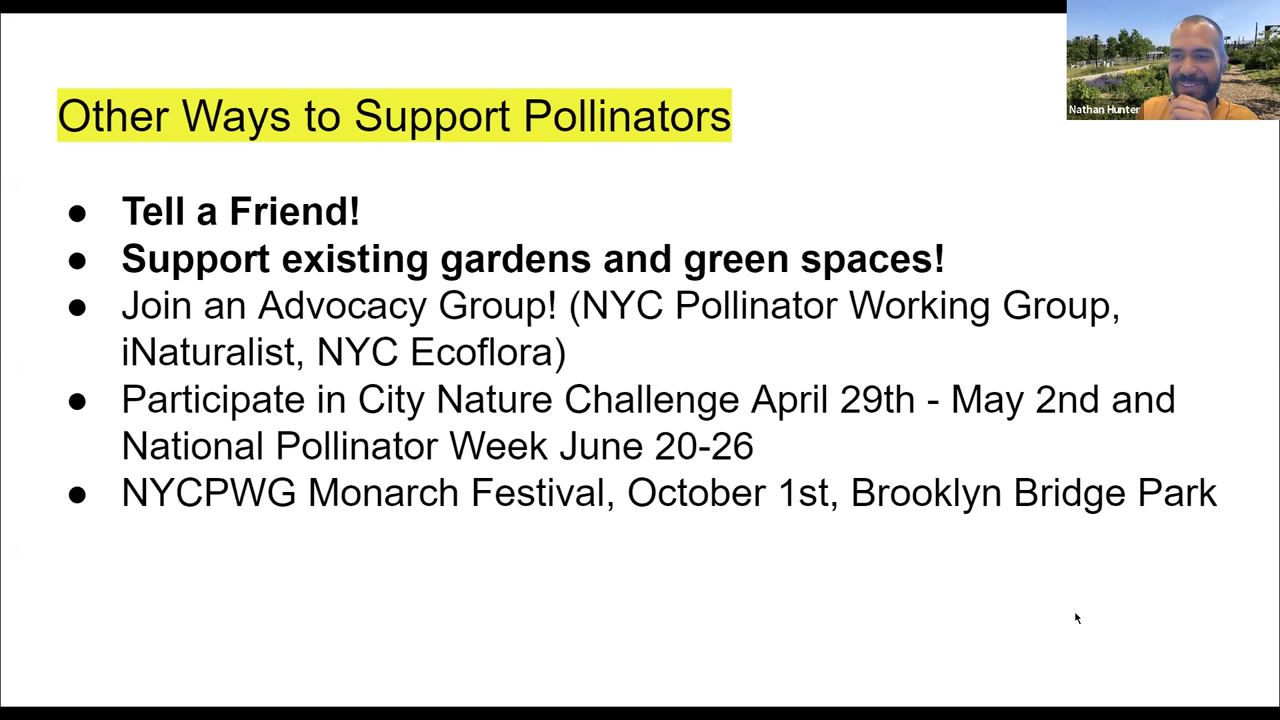 Nathan Hunter
Other Ways to Support Pollinators
● Tell a Friend!
● Support existing gardens and green spaces!
● Join an Advocacy Group! (NYC Pollinator Working Group,
iNaturalist, NYC Ecoflora)
● Participate in City Nature Challenge April 29th - May 2nd and
National Pollinator Week June 20-26
● NYCPWG Monarch Festival, October 1st, Brooklyn Bridge Park